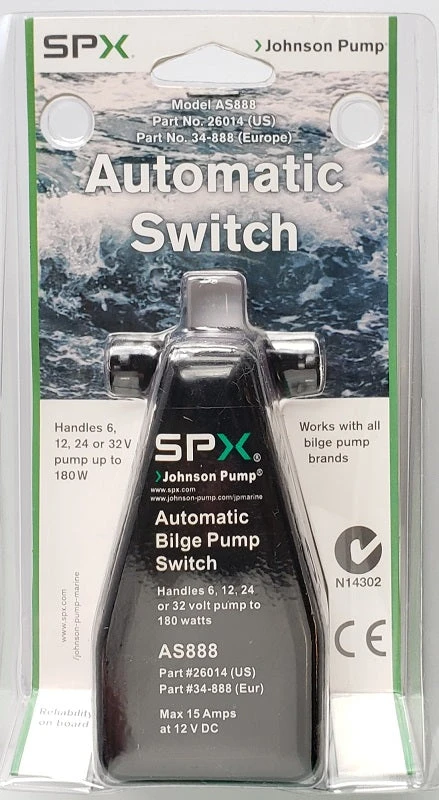 SPX
Johnson Pump®
Model AS888
Part No. 26014 (US)
Part No. 34-888 (Europe)
Automatic
Switch
Handles 6,
12, 24 or 32 V
pump up to
180 W
Works with all
bilge pump
brands
SPX®
Johnson Pump®
www.spx.com
www.johnson-pump.com/jpmarine
Automatic
Bilge Pump
Switch
Handles 6, 12, 24
or 32 volt pump to
180 watts
AS888
Part #26014 (US)
Part #34-888 (Eur)
Max 15 Amps
at 12 V DC
N14302
CE
www.spx.com
/johnson-pump-marine
Reliability
on board